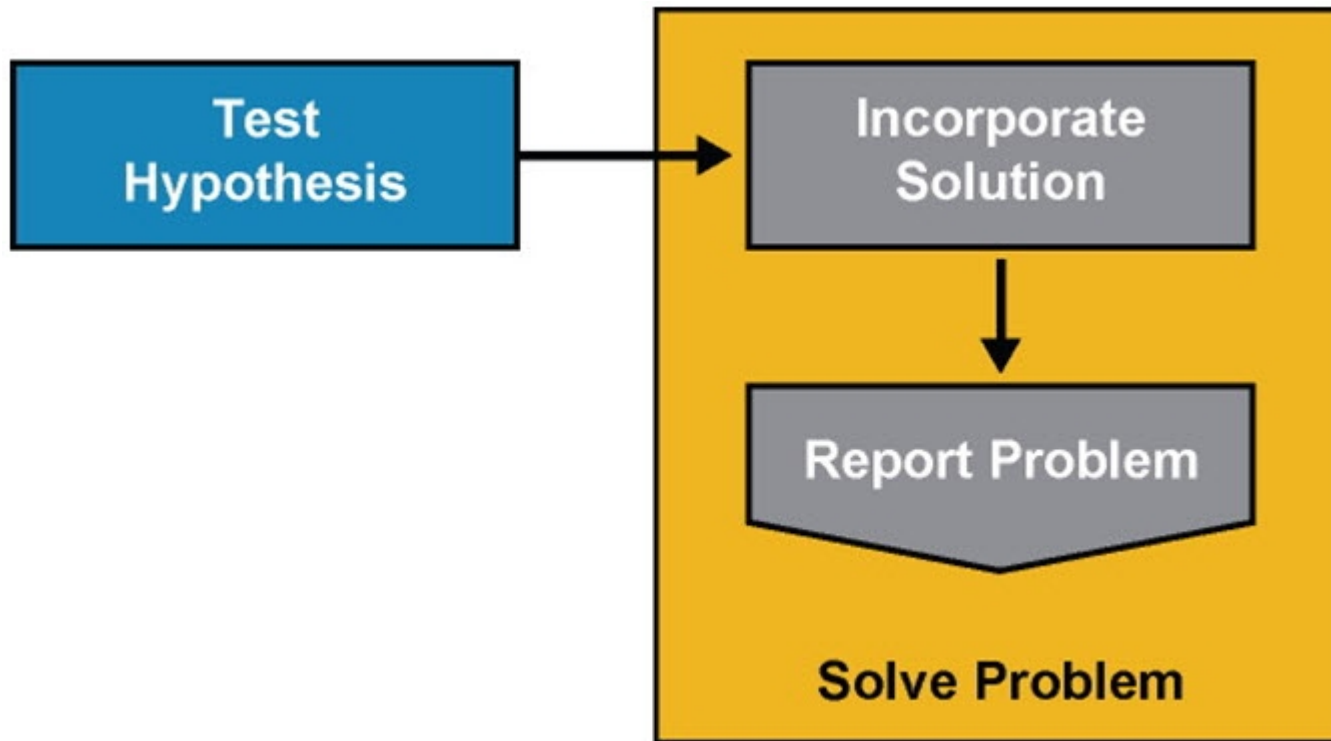 Test
Hypothesis
Incorporate
Solution
Report Problem
Solve Problem